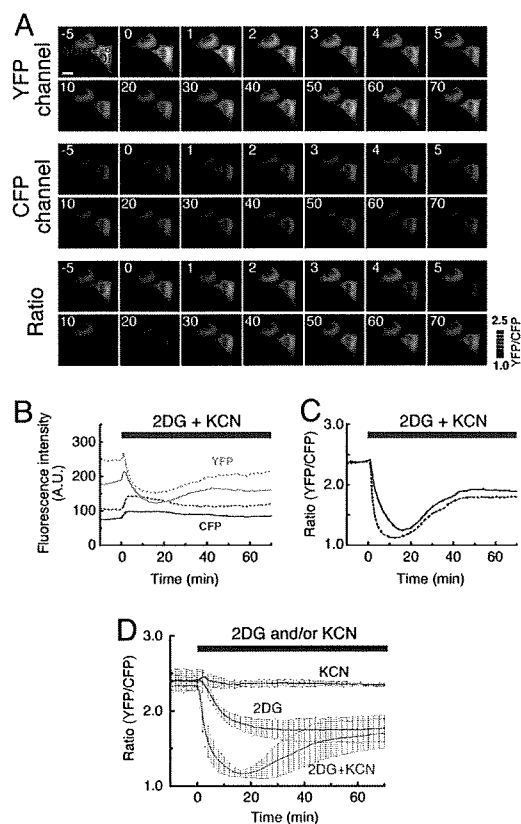 A
YFP channel
-5 0 1 2 3 4 5
10 20 30 40 50 60 70
CFP channel
-5 0 1 2 3 4 5
10 20 30 40 50 60 70
Ratio
-5 0 1 2 3 4 5
10 20 30 40 50 60 70
2.5
1.0
YFP/CFP
B
2DG + KCN
Fluorescence intensity (A.U.)
300
200
100
0
YFP
CFP
0 20 40 60
Time (min)
C
2DG + KCN
Ratio (YFP/CFP)
3.0
2.0
1.0
0 20 40 60
Time (min)
D
2DG and/or KCN
Ratio (YFP/CFP)
3.0
2.0
1.0
KCN
2DG
2DG+KCN
0 20 40 60
Time (min)